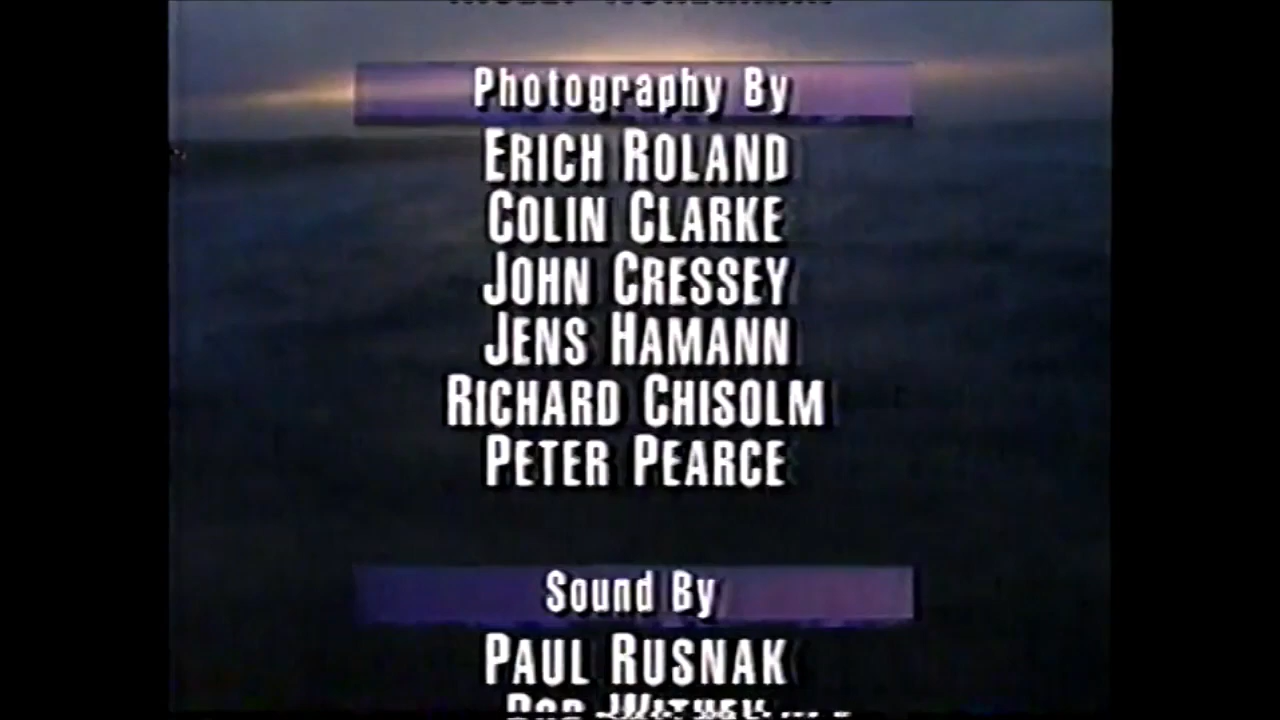 Photography By
ERICH ROLAND
COLIN CLARKE
JOHN CRESSEY
JENS HAMANN
RICHARD CHISOLM
PETER PEARCE
Sound By
PAUL RUSNAK